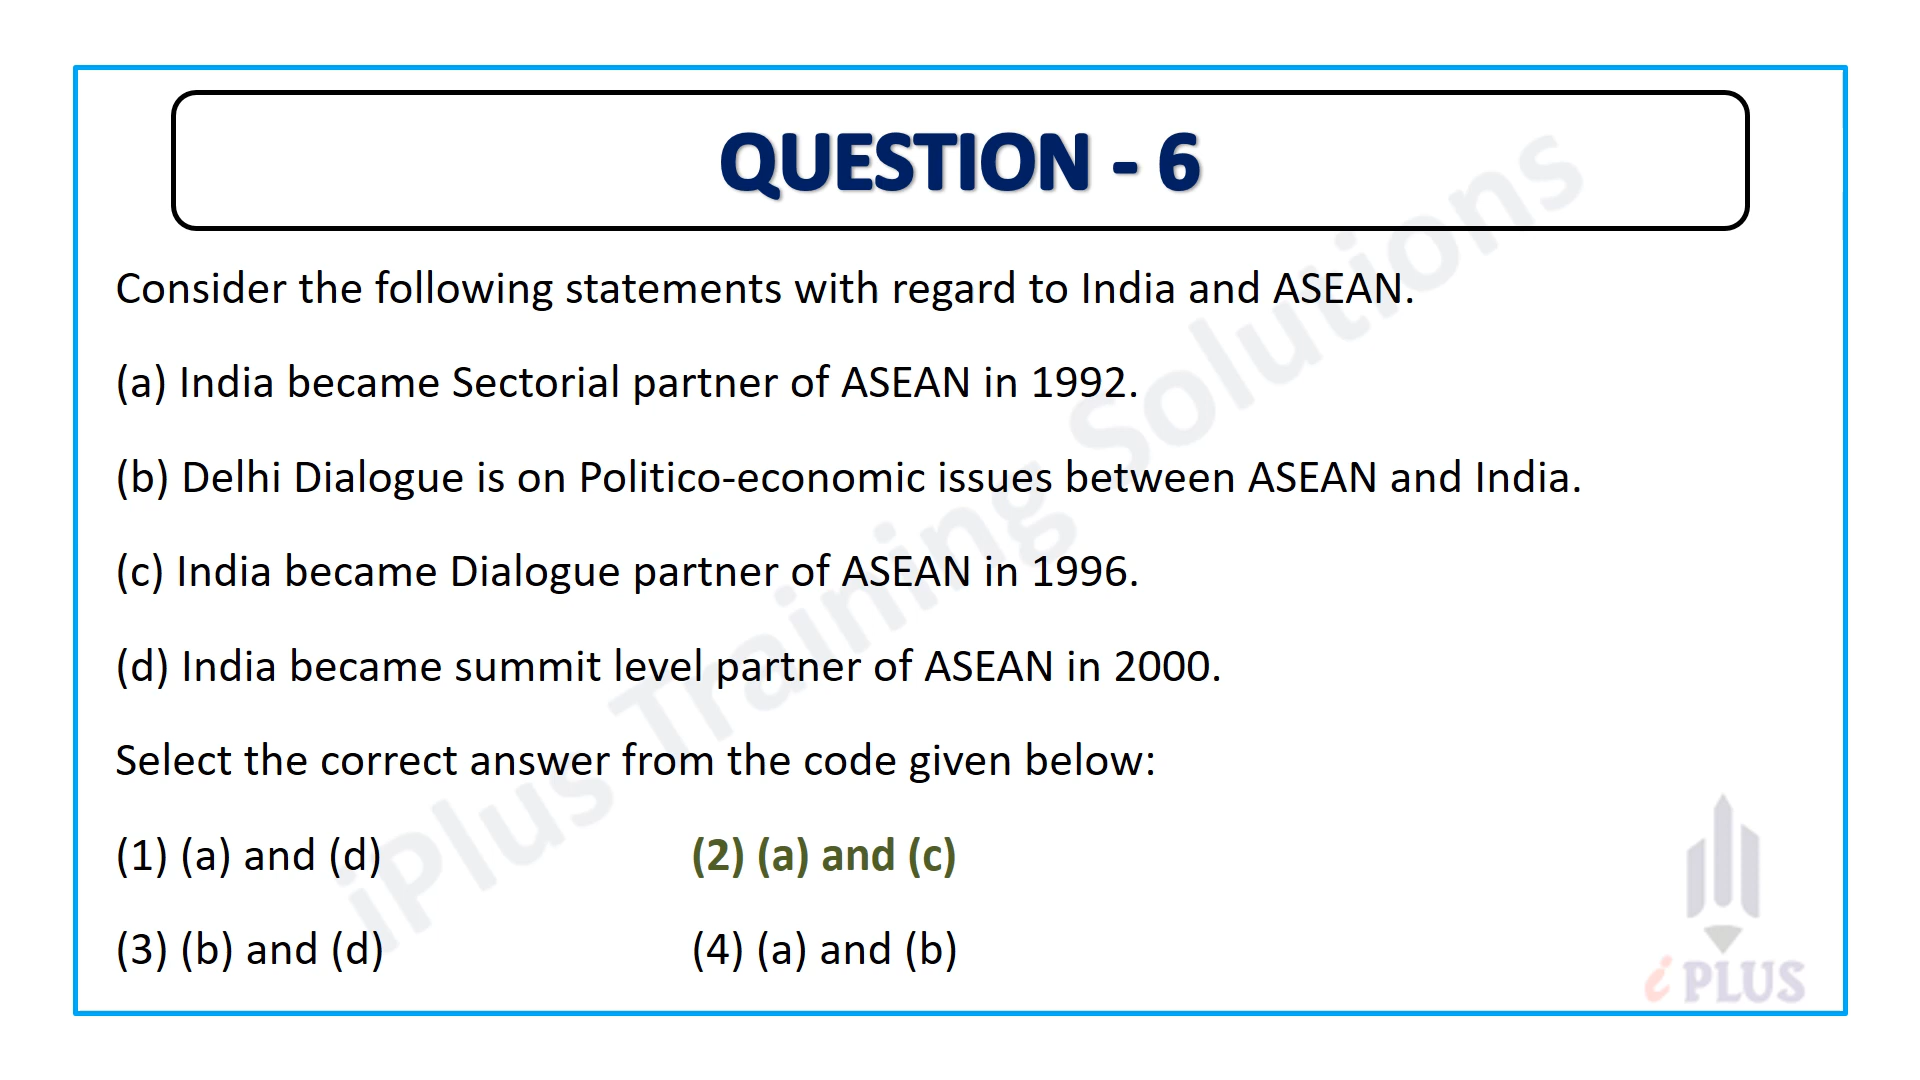 QUESTION - 6
Consider the following statements with regard to India and ASEAN.
(a) India became Sectorial partner of ASEAN in 1992.
(b) Delhi Dialogue is on Politico-economic issues between ASEAN and India.
(c) India became Dialogue partner of ASEAN in 1996.
(d) India became summit level partner of ASEAN in 2000.
Select the correct answer from the code given below:
(1) (a) and (d) (2) (a) and (c)
(3) (b) and (d) (4) (a) and (b)
iPlus Training Solutions
i PLUS